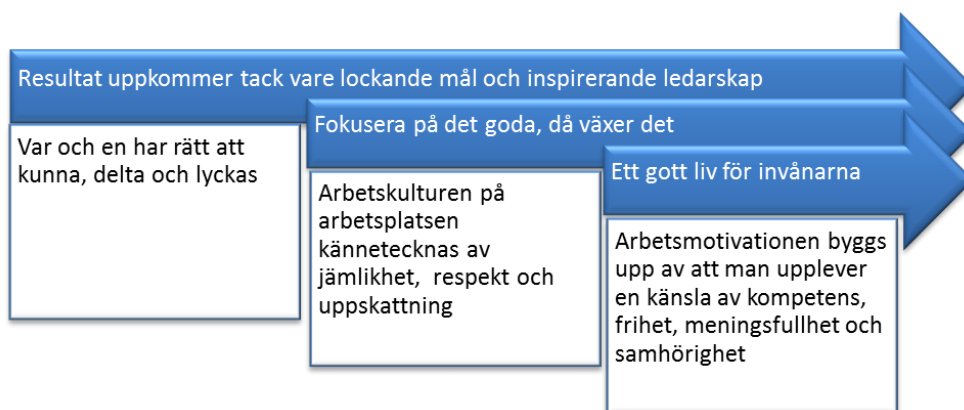 Resultat uppkommer tack vare lockande mål och inspirerande ledarskap
Var och en har rätt att
kunna, delta och lyckas
Fokusera på det goda, då växer det
Arbetskulturen på
arbetsplatsen
kännetecknas av
jämlikhet,  respekt och
uppskattning
Ett gott liv för invånarna
Arbetsmotivationen byggs
upp av att man upplever
en känsla av kompetens,
frihet, meningsfullhet och
samhörighet